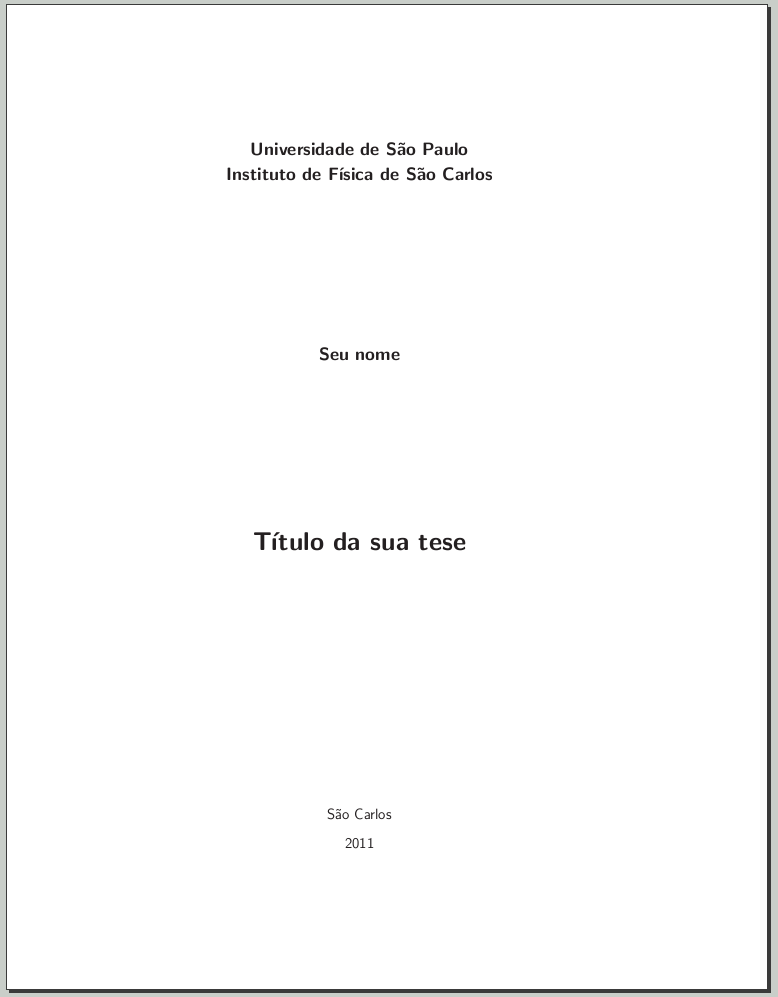 Universidade de São Paulo
Instituto de Física de São Carlos
Seu nome
Título da sua tese
São Carlos
2011